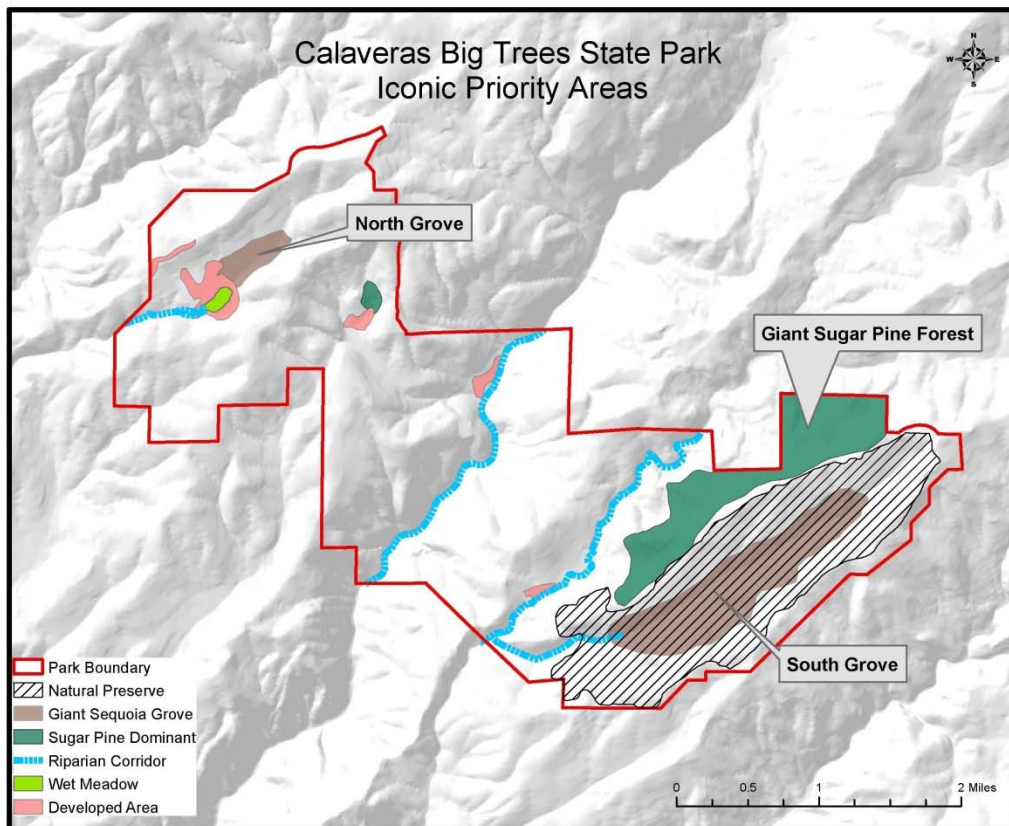 Calaveras Big Trees State Park
Iconic Priority Areas
N
W E
S
North Grove
Giant Sugar Pine Forest
South Grove
Park Boundary
Natural Preserve
Giant Sequoia Grove
Sugar Pine Dominant
Riparian Corridor
Wet Meadow
Developed Area
0 0.5 1 2 Miles